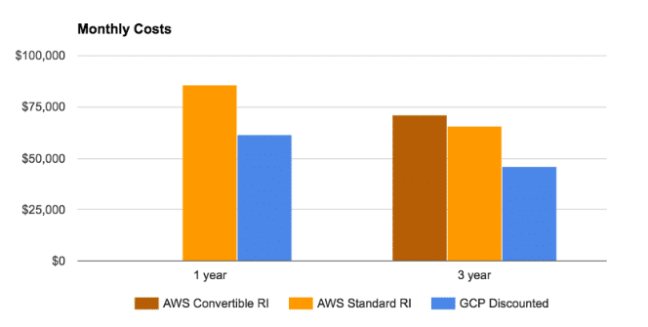 Monthly Costs
$100,000
$75,000
$50,000
$25,000
$0
1 year
3 year
AWS Convertible RI
AWS Standard RI
GCP Discounted